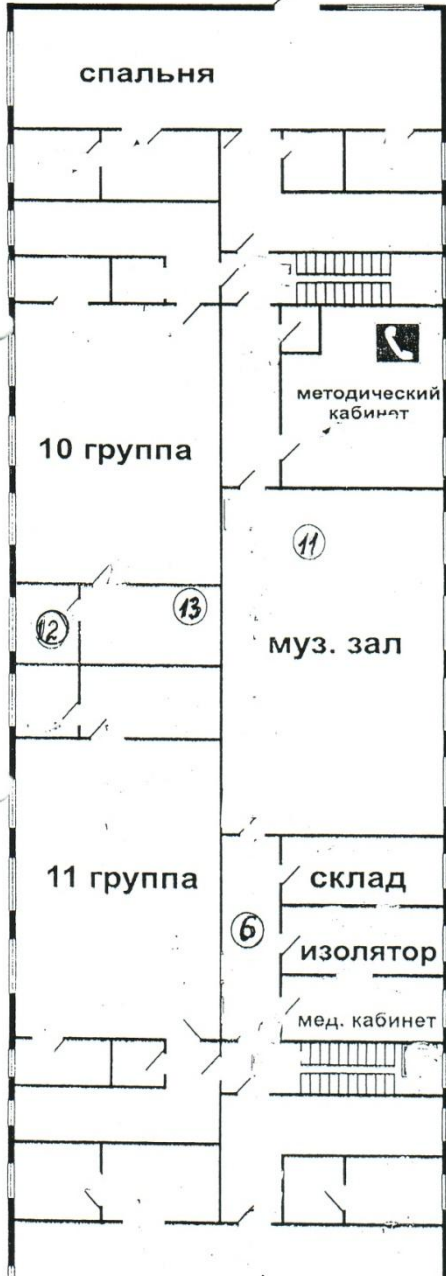 спальня
методический
кабинет
10 группа
11
13
12
муз. зал
11 группа
склад
6
изолятор
мед. кабинет